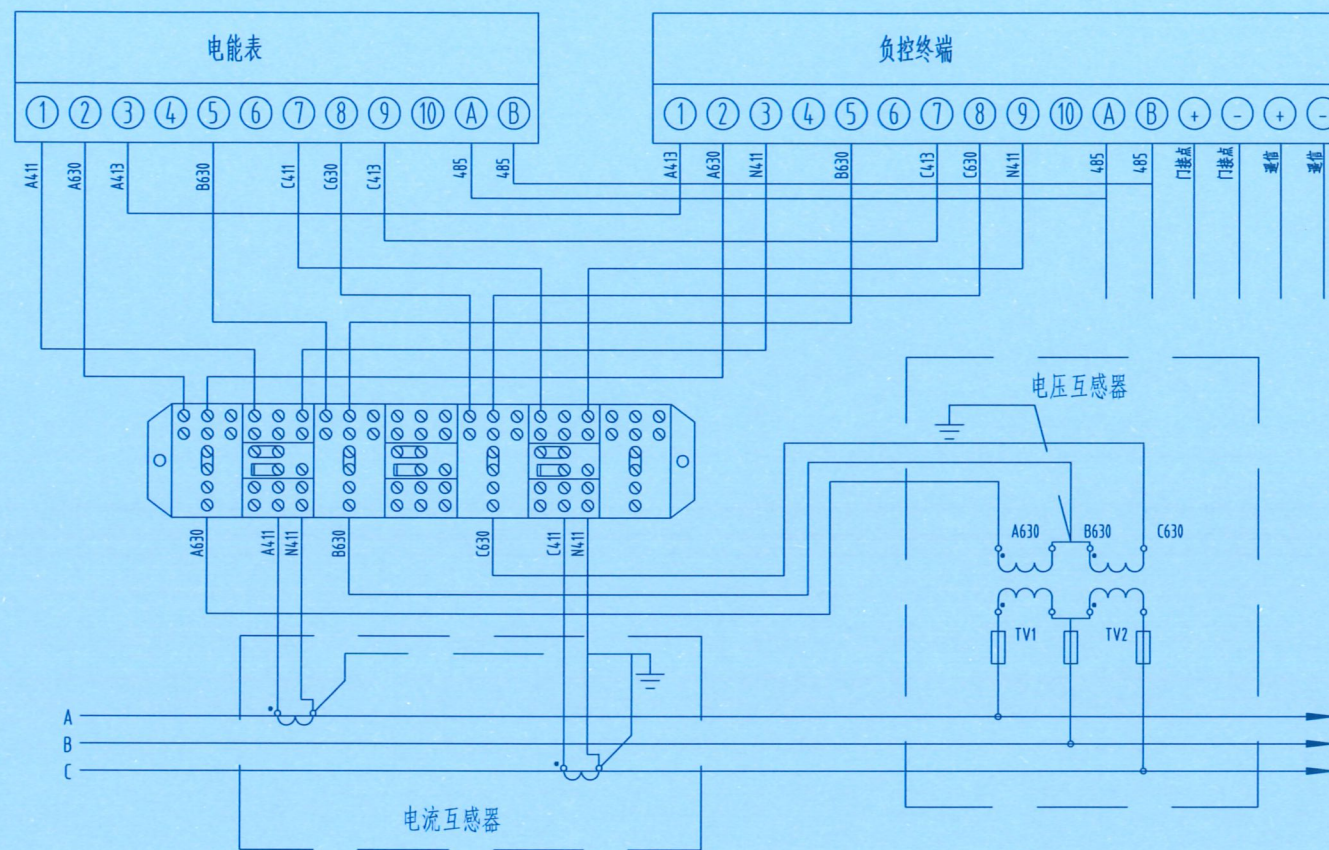 电能表
负控终端
1 2 3 4 5 6 7 8 9 10 A B
1 2 3 4 5 6 7 8 9 10 A B + - + -
A411 A630 A413 B630 C411 C630 C413 485 485
A413 A630 N411 B630 C413 C630 N411 485 485 门接点 门接点 遥信 遥信
电压互感器
A630 A411 N411 B630 C630 C411 N411
A630 B630 C630
TV1 TV2
A
B
C
电流互感器